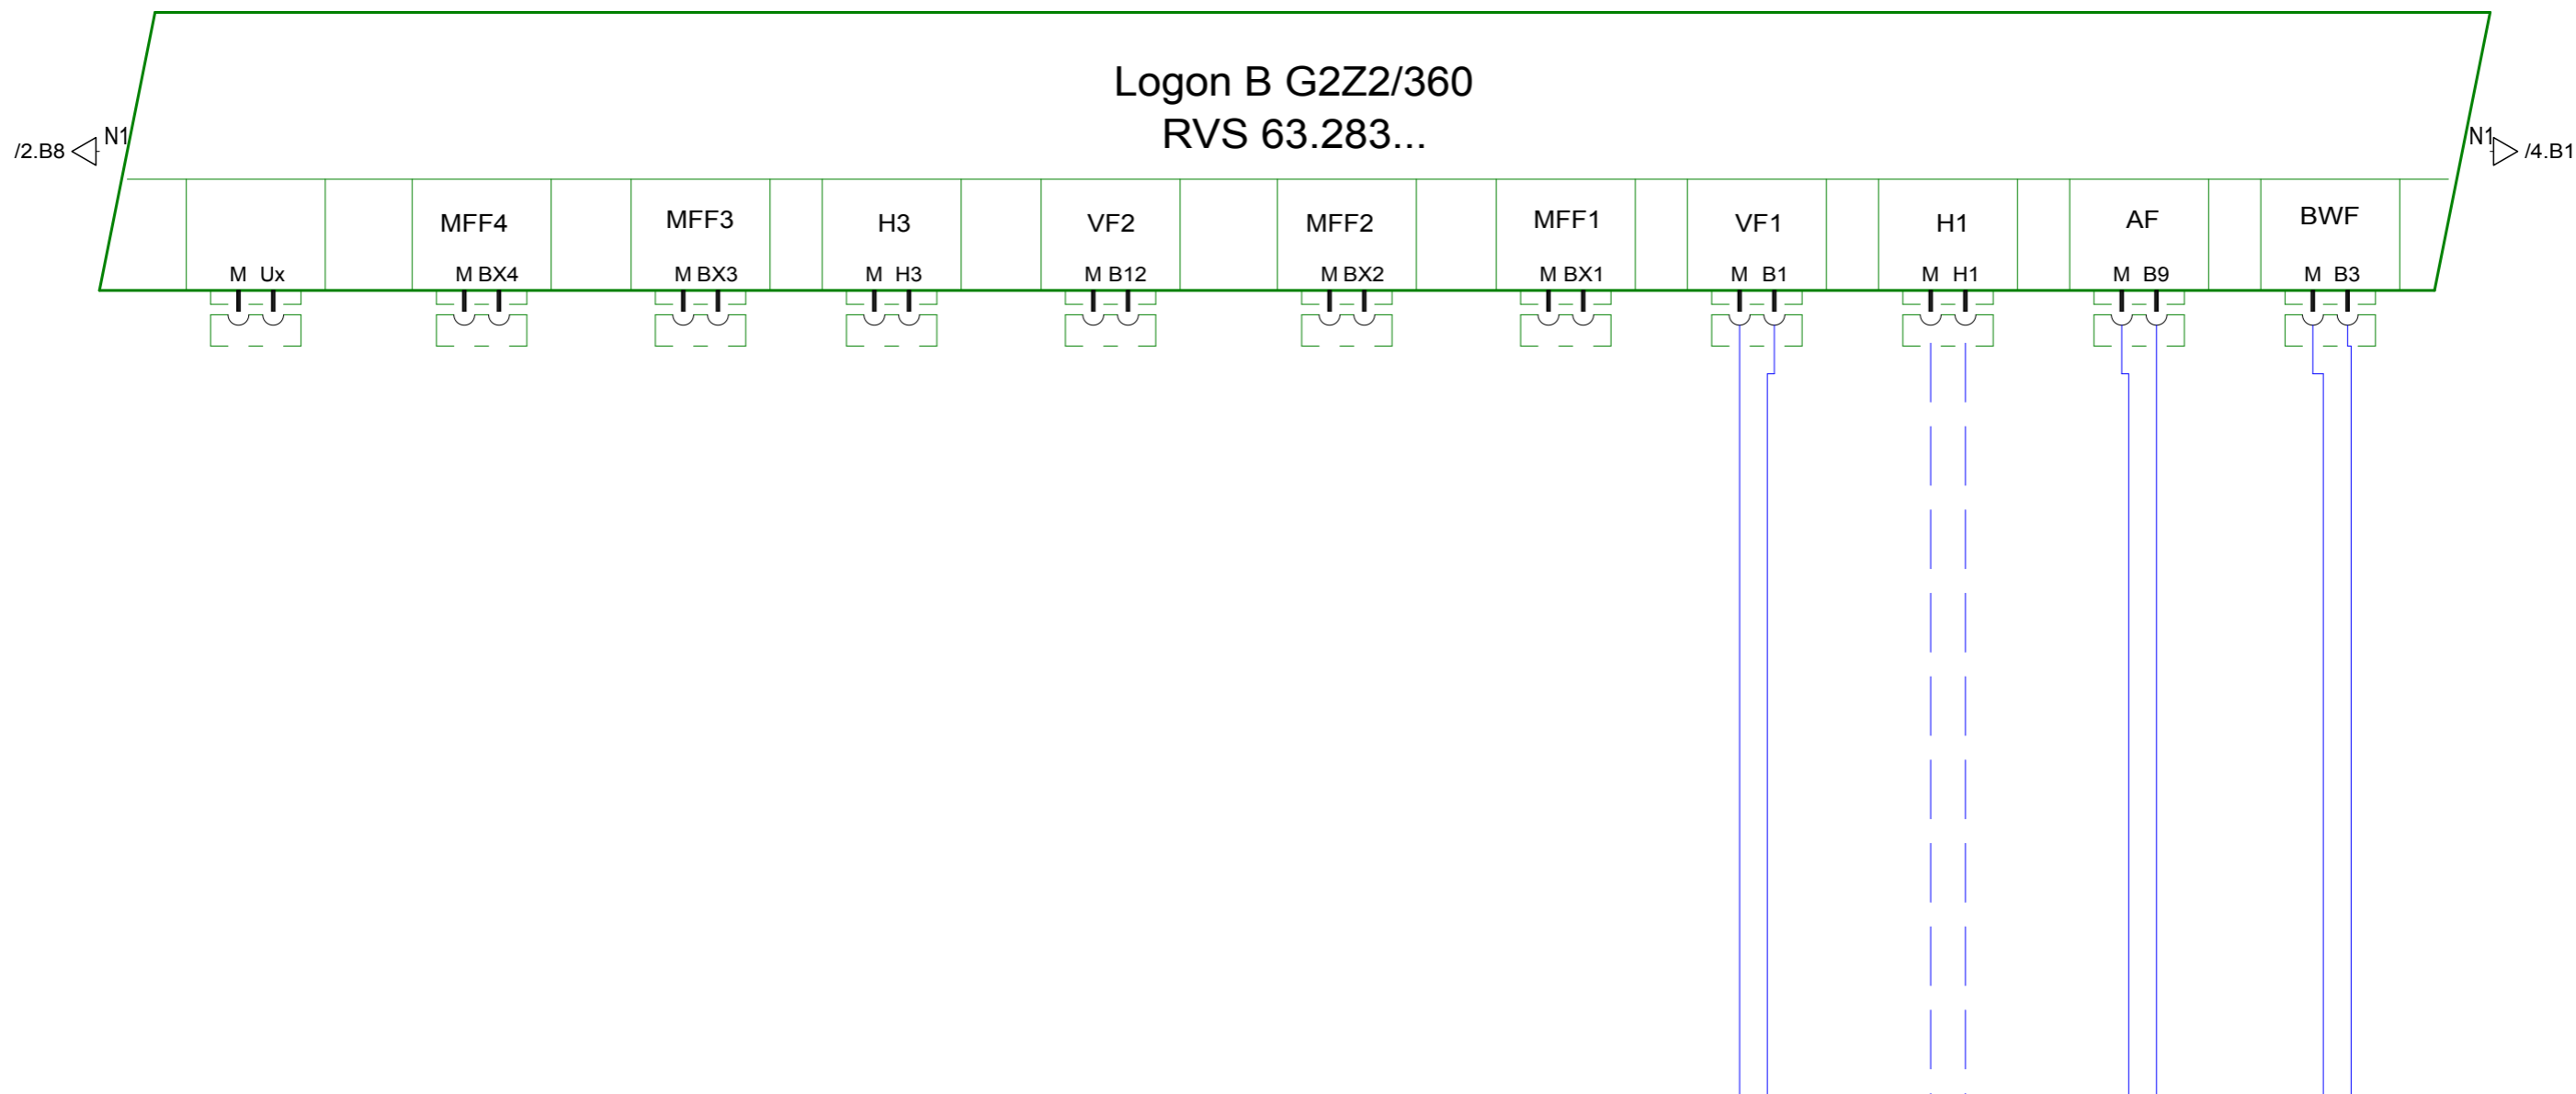 Logon B G2Z2/360
RVS 63.283...
/2.B8 N1 N1 /4.B1
MFF4 MFF3 H3 VF2 MFF2 MFF1 VF1 H1 AF BWF
M Ux M BX4 M BX3 M H3 M B12 M BX2 M BX1 M B1 M H1 M B9 M B3